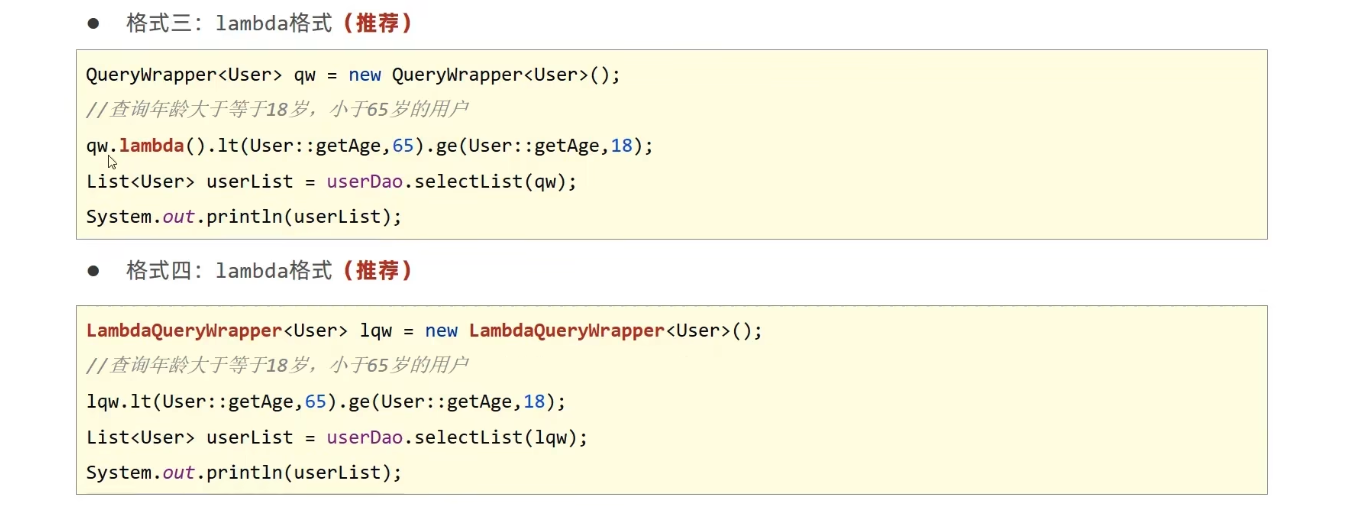 ● 格式三：lambda格式（推荐）
QueryWrapper<User> qw = new QueryWrapper<User>();
//查询年龄大于等于18岁，小于65岁的用户
qw.lambda().lt(User::getAge,65).ge(User::getAge,18);
List<User> userList = userDao.selectList(qw);
System.out.println(userList);
● 格式四：lambda格式（推荐）
LambdaQueryWrapper<User> lqw = new LambdaQueryWrapper<User>();
//查询年龄大于等于18岁，小于65岁的用户
lqw.lt(User::getAge,65).ge(User::getAge,18);
List<User> userList = userDao.selectList(lqw);
System.out.println(userList);